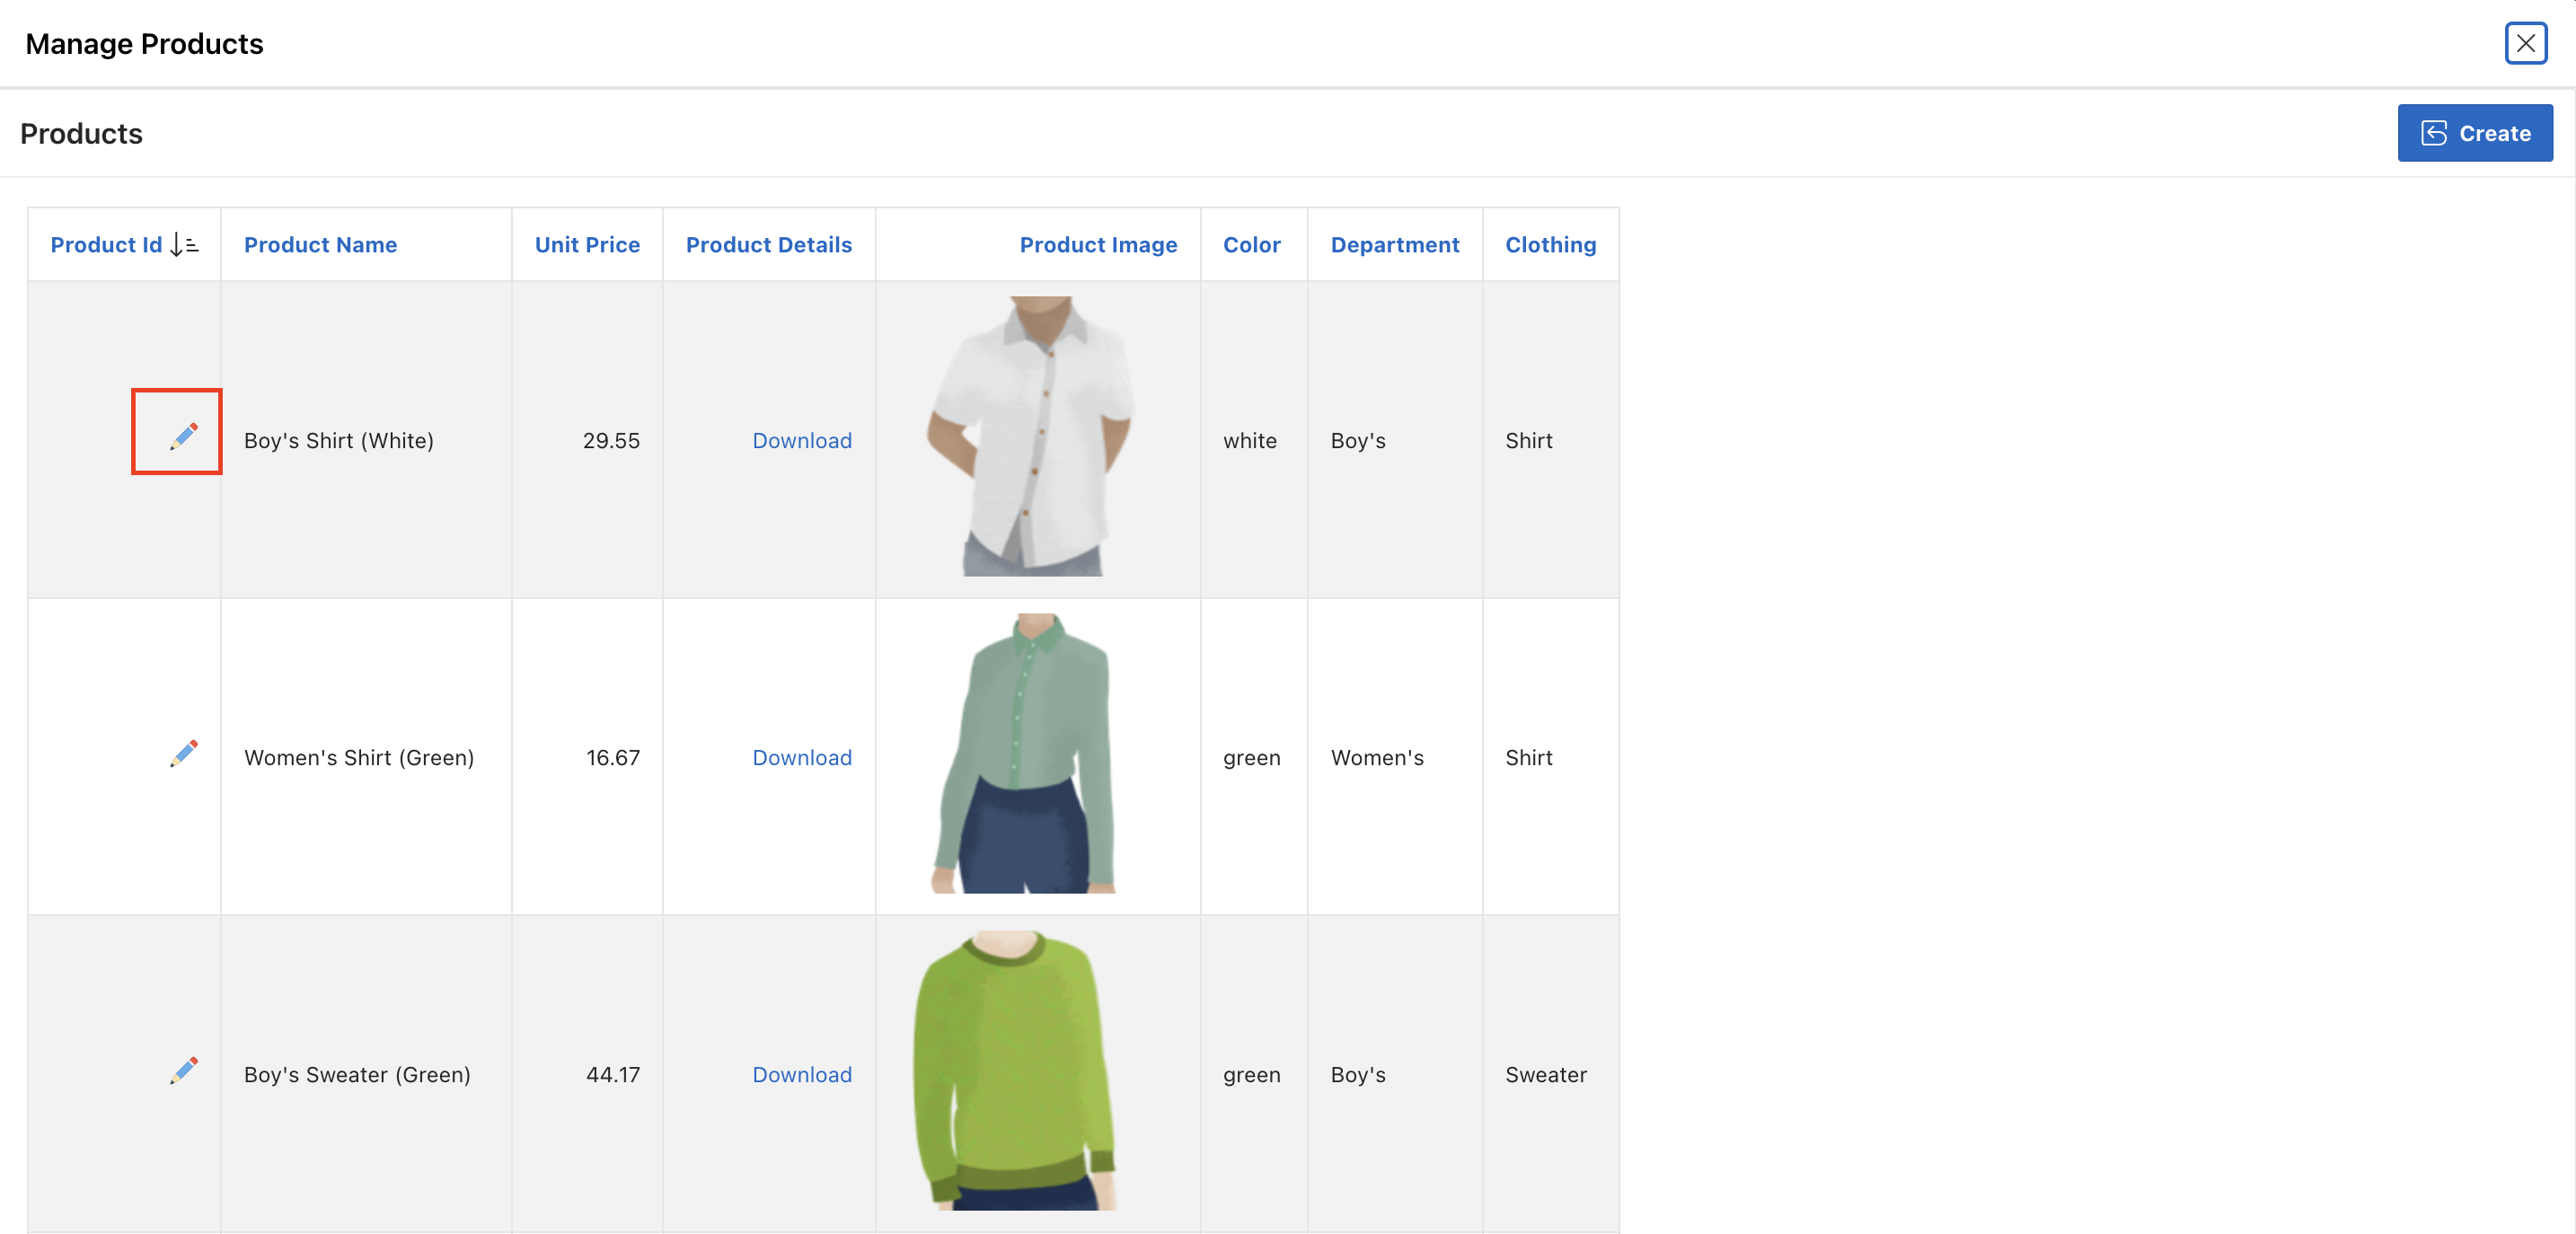 Manage Products
Products
Create
Product Id Product Name Unit Price Product Details Product Image Color Department Clothing
Boy's Shirt (White) 29.55 Download white Boy's Shirt
Women's Shirt (Green) 16.67 Download green Women's Shirt
Boy's Sweater (Green) 44.17 Download green Boy's Sweater